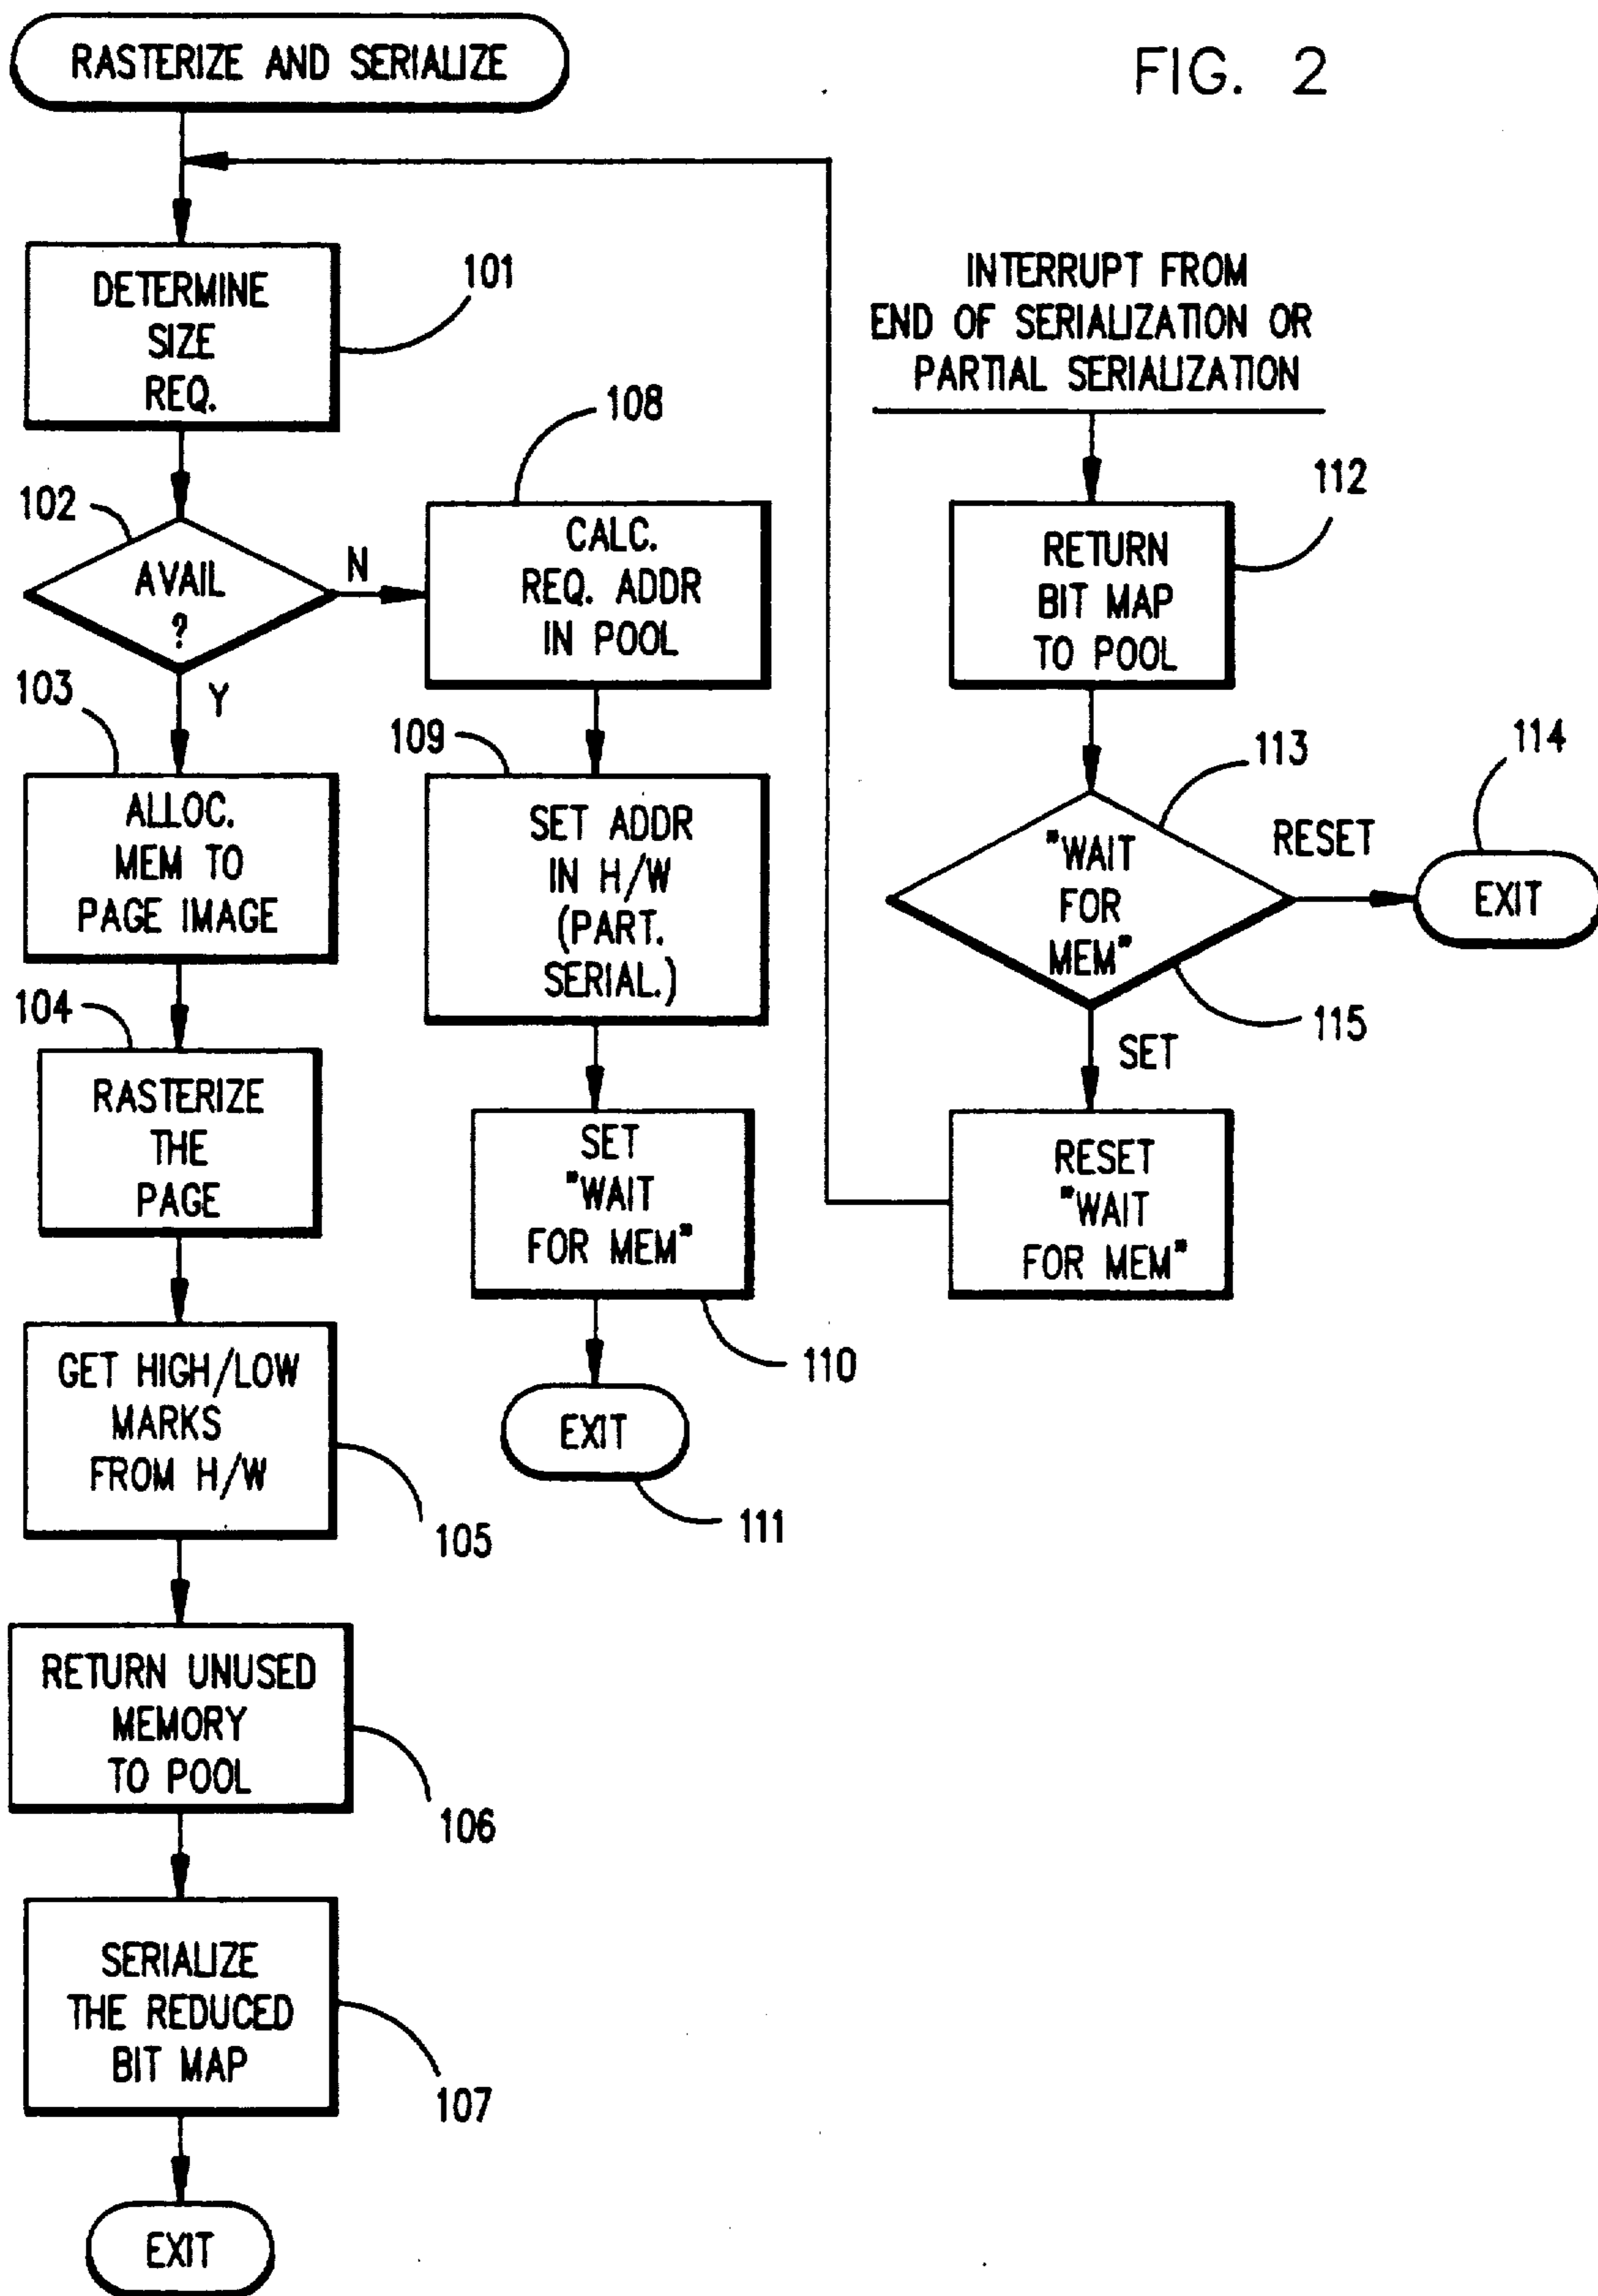 FIG. 2
RASTERIZE AND SERIALIZE
DETERMINE
SIZE
REQ.
101
102
AVAIL
?
N
Y
103
ALLOC.
MEM TO
PAGE IMAGE
104
RASTERIZE
THE
PAGE
GET HIGH/LOW
MARKS
FROM H/W
105
RETURN UNUSED
MEMORY
TO POOL
106
SERIALIZE
THE REDUCED
BIT MAP
107
EXIT
108
CALC.
REQ. ADDR
IN POOL
109
SET ADDR
IN H/W
(PART.
SERIAL.)
SET
"WAIT
FOR MEM"
110
EXIT
111
INTERRUPT FROM
END OF SERIALIZATION OR
PARTIAL SERIALIZATION
112
RETURN
BIT MAP
TO POOL
113
"WAIT
FOR
MEM"
RESET
114
EXIT
115
SET
RESET
"WAIT
FOR MEM"